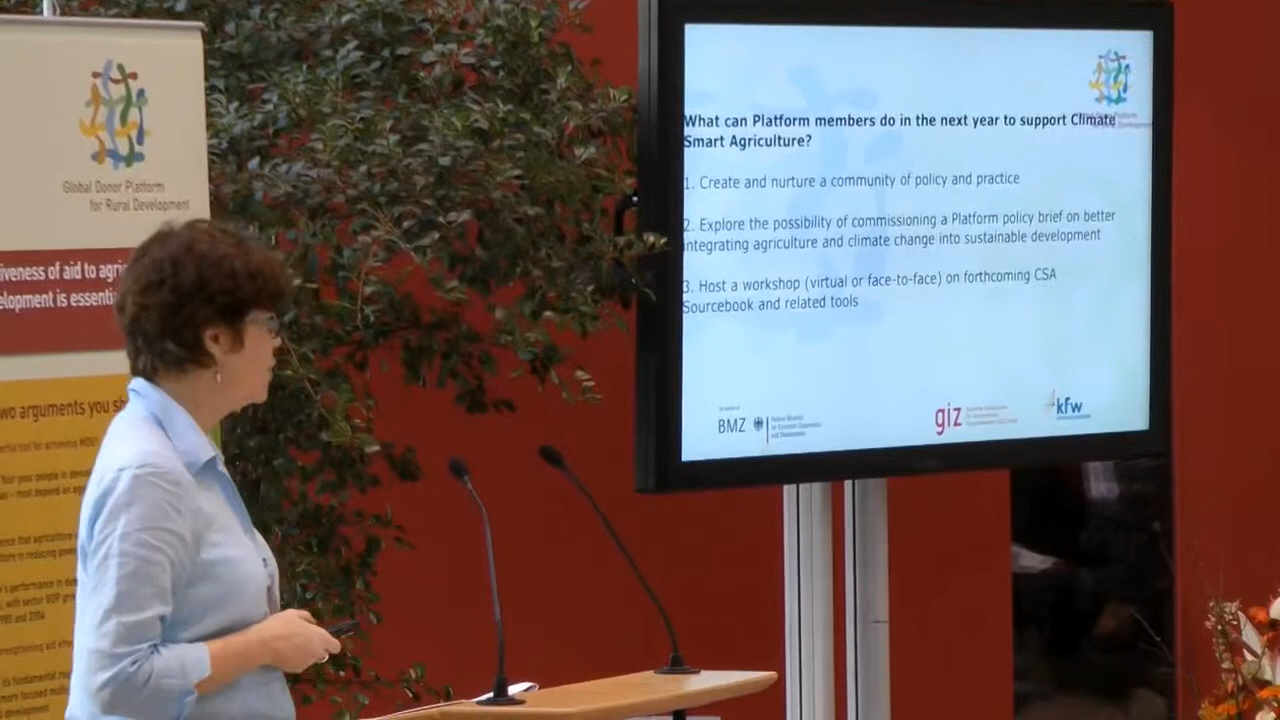 Global Donor Platform
for Rural Development
iveness of aid to agri
elopment is essenti
wo arguments you sh
What can Platform members do in the next year to support Climate
Smart Agriculture?
1. Create and nurture a community of policy and practice
2. Explore the possibility of commissioning a Platform policy brief on better
integrating agriculture and climate change into sustainable development
3. Host a workshop (virtual or face-to-face) on forthcoming CSA
Sourcebook and related tools
BMZ
giz
kfw